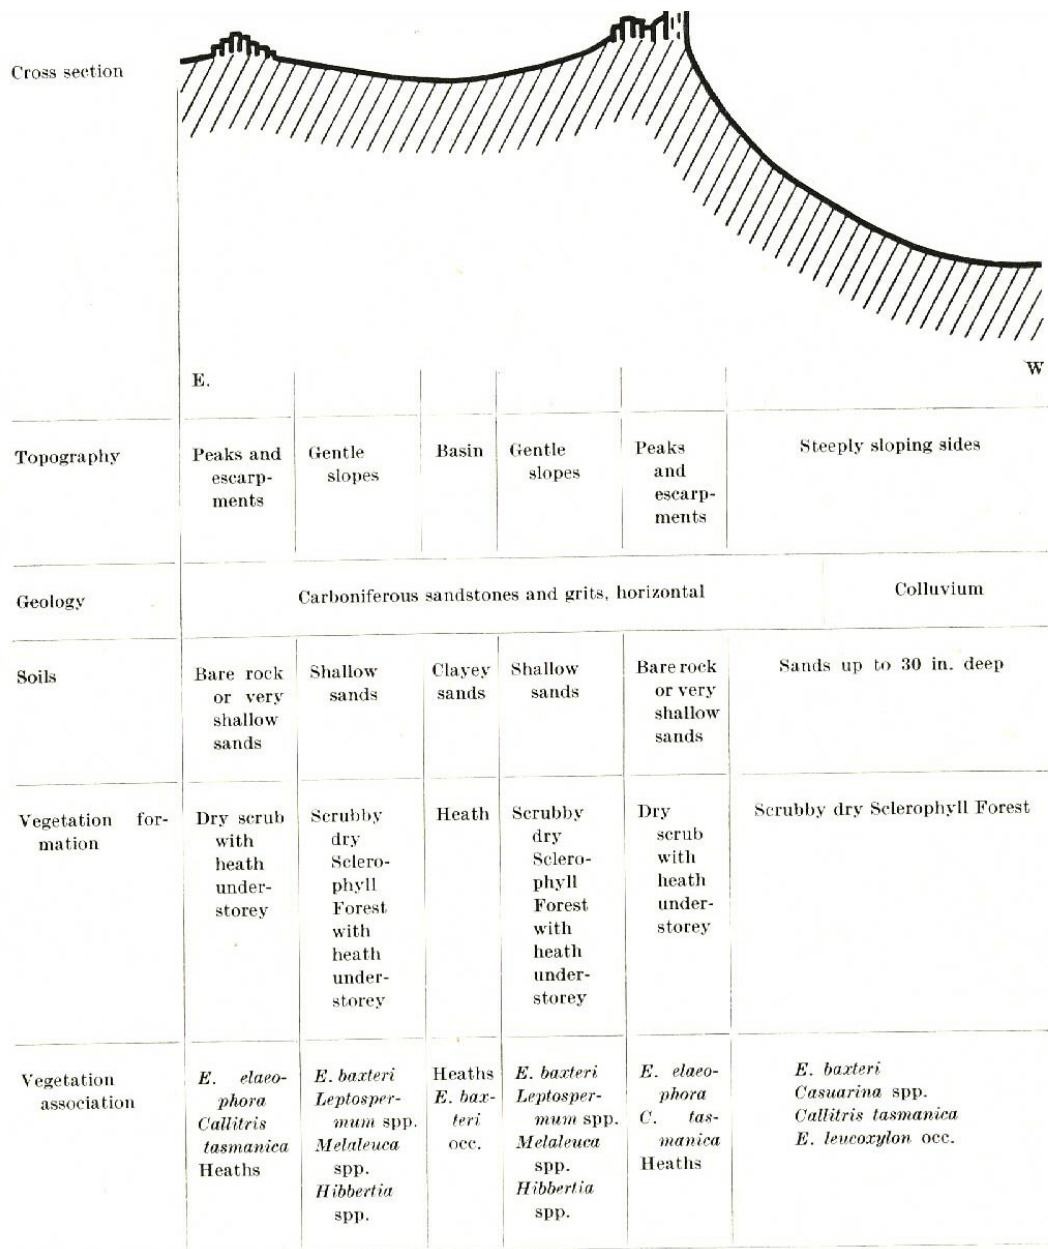 Cross section
E.
W
Topography
Peaks and
escarp-
ments
Gentle
slopes
Basin
Gentle
slopes
Peaks
and
escarp-
ments
Steeply sloping sides
Geology
Carboniferous sandstones and grits, horizontal
Colluvium
Soils
Bare rock
or very
shallow
sands
Shallow
sands
Clayey
sands
Shallow
sands
Bare rock
or very
shallow
sands
Sands up to 30 in. deep
Vegetation for-
mation
Dry scrub
with
heath
under-
storey
Scrubby
dry
Sclero-
phyll
Forest
with
heath
under-
storey
Heath
Scrubby
dry
Sclero-
phyll
Forest
with
heath
under-
storey
Dry
scrub
with
heath
under-
storey
Scrubby dry Sclerophyll Forest
Vegetation
association
E. elaeo-
phora
Callitris
tasmanica
Heaths
E. baxteri
Leptosper-
mum spp.
Melaleuca
spp.
Hibbertia
spp.
Heaths
E. bax-
teri
occ.
E. baxteri
Leptosper-
mum spp.
Melaleuca
spp.
Hibbertia
spp.
E. elaeo-
phora
C. tas-
manica
Heaths
E. baxteri
Casuarina spp.
Callitris tasmanica
E. leucoxylon occ.